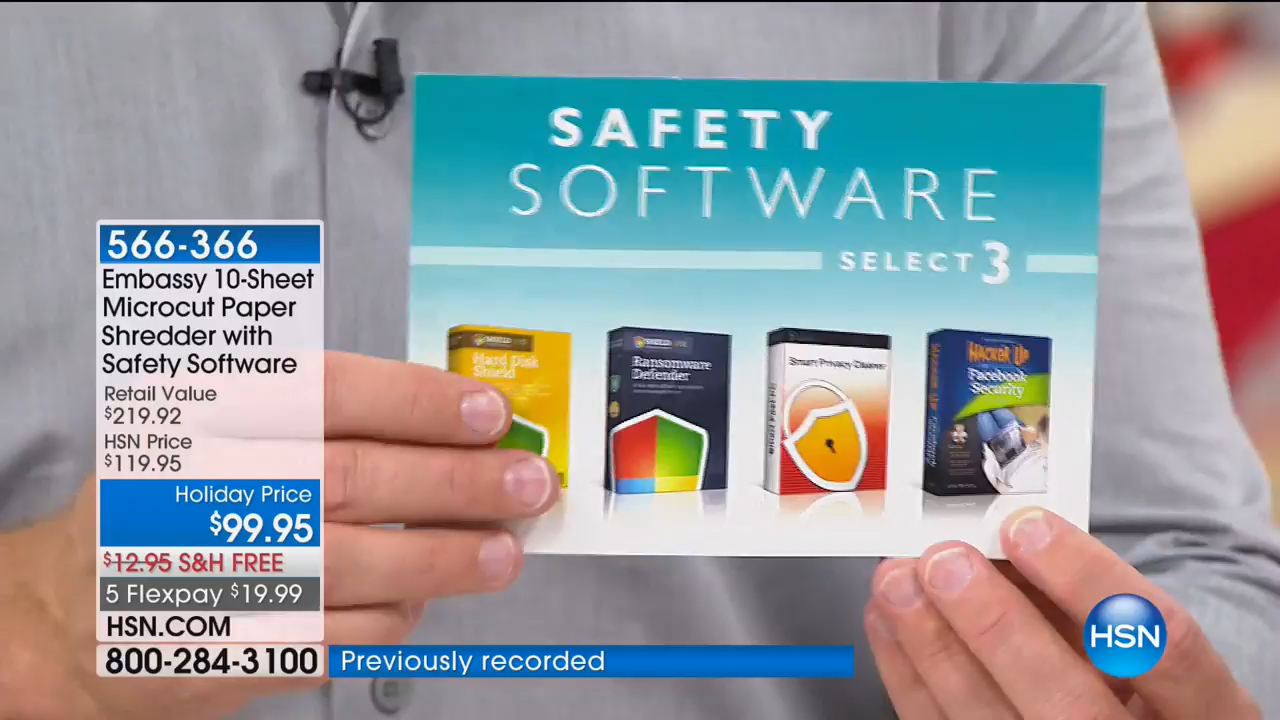 SAFETY
SOFTWARE
SELECT 3
Hard Disk
Shield
Ransomware
Defender
Smart Privacy Cleaner
HACKER UP
Facebook
Security
566-366
Embassy 10-Sheet
Microcut Paper
Shredder with
Safety Software
Retail Value
$219.92
HSN Price
$119.95
Holiday Price
$99.95
$12.95 S&H FREE
5 Flexpay $19.99
HSN.COM
800-284-3100
Previously recorded
HSN